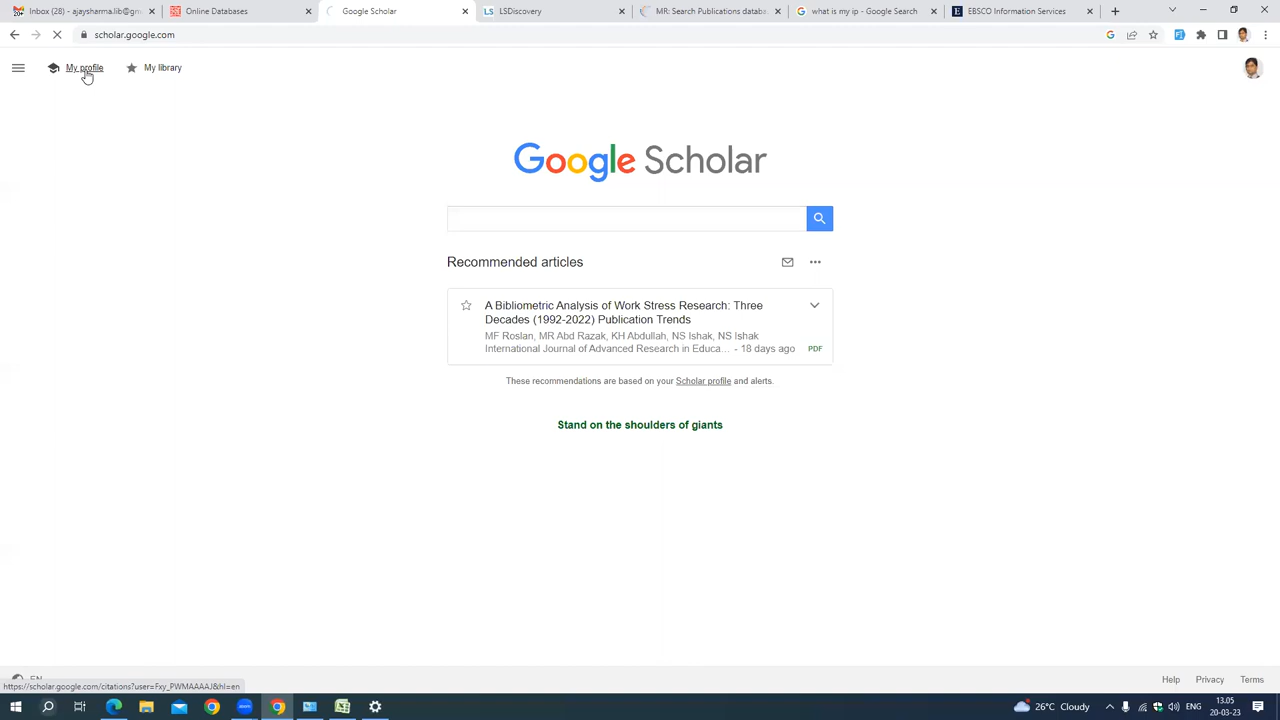 Inbox (28) - ajaysharma.lib@gm
Online Databases
Google Scholar
LS LSDiscovery
MR: Search Publications databa
what is my ip - Google Search
EBSCO Information Services
scholar.google.com
My profile
My library
Google Scholar
Recommended articles
A Bibliometric Analysis of Work Stress Research: Three
Decades (1992-2022) Publication Trends
MF Roslan, MR Abd Razak, KH Abdullah, NS Ishak, NS Ishak
International Journal of Advanced Research in Educa… - 18 days ago
PDF
These recommendations are based on your Scholar profile and alerts.
Stand on the shoulders of giants
EN
Help Privacy Terms
https://scholar.google.com/citations?user=Fxy_PWMAAAAJ&hl=en
26°C Cloudy
13.05
20-03-23